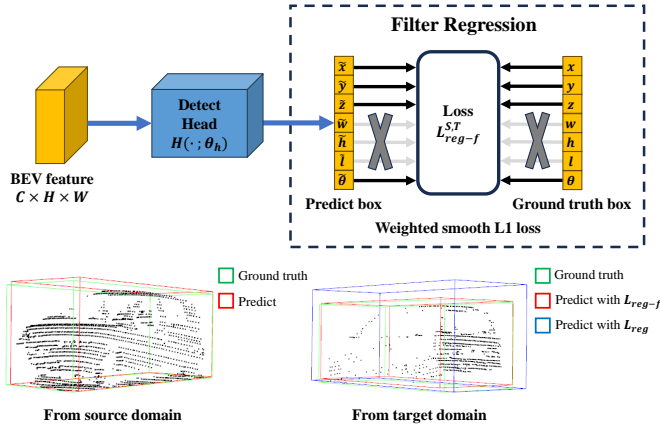 Filter Regression
Detect
Head
H(· ; θ_h)
BEV feature
C × H × W
x̃
ỹ
z̃
w̃
h̃
l̃
θ̃
Loss
L^{S,T}_{reg−f}
x
y
z
w
h
l
θ
Predict box
Ground truth box
Weighted smooth L1 loss
Ground truth
Predict
From source domain
Ground truth
Predict with L_{reg−f}
Predict with L_{reg}
From target domain